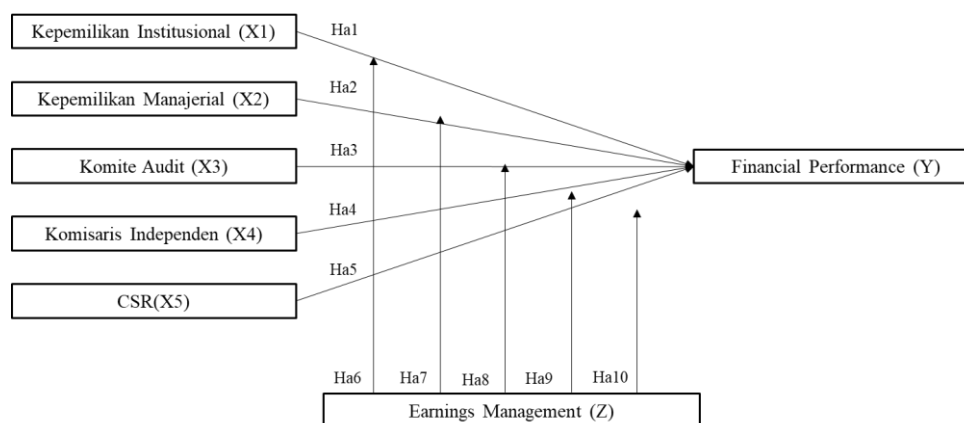 Kepemilikan Institusional (X1)
Ha1
Kepemilikan Manajerial (X2)
Ha2
Komite Audit (X3)
Ha3
Financial Performance (Y)
Komisaris Independen (X4)
Ha4
CSR(X5)
Ha5
Ha6
Ha7
Ha8
Ha9
Ha10
Earnings Management (Z)